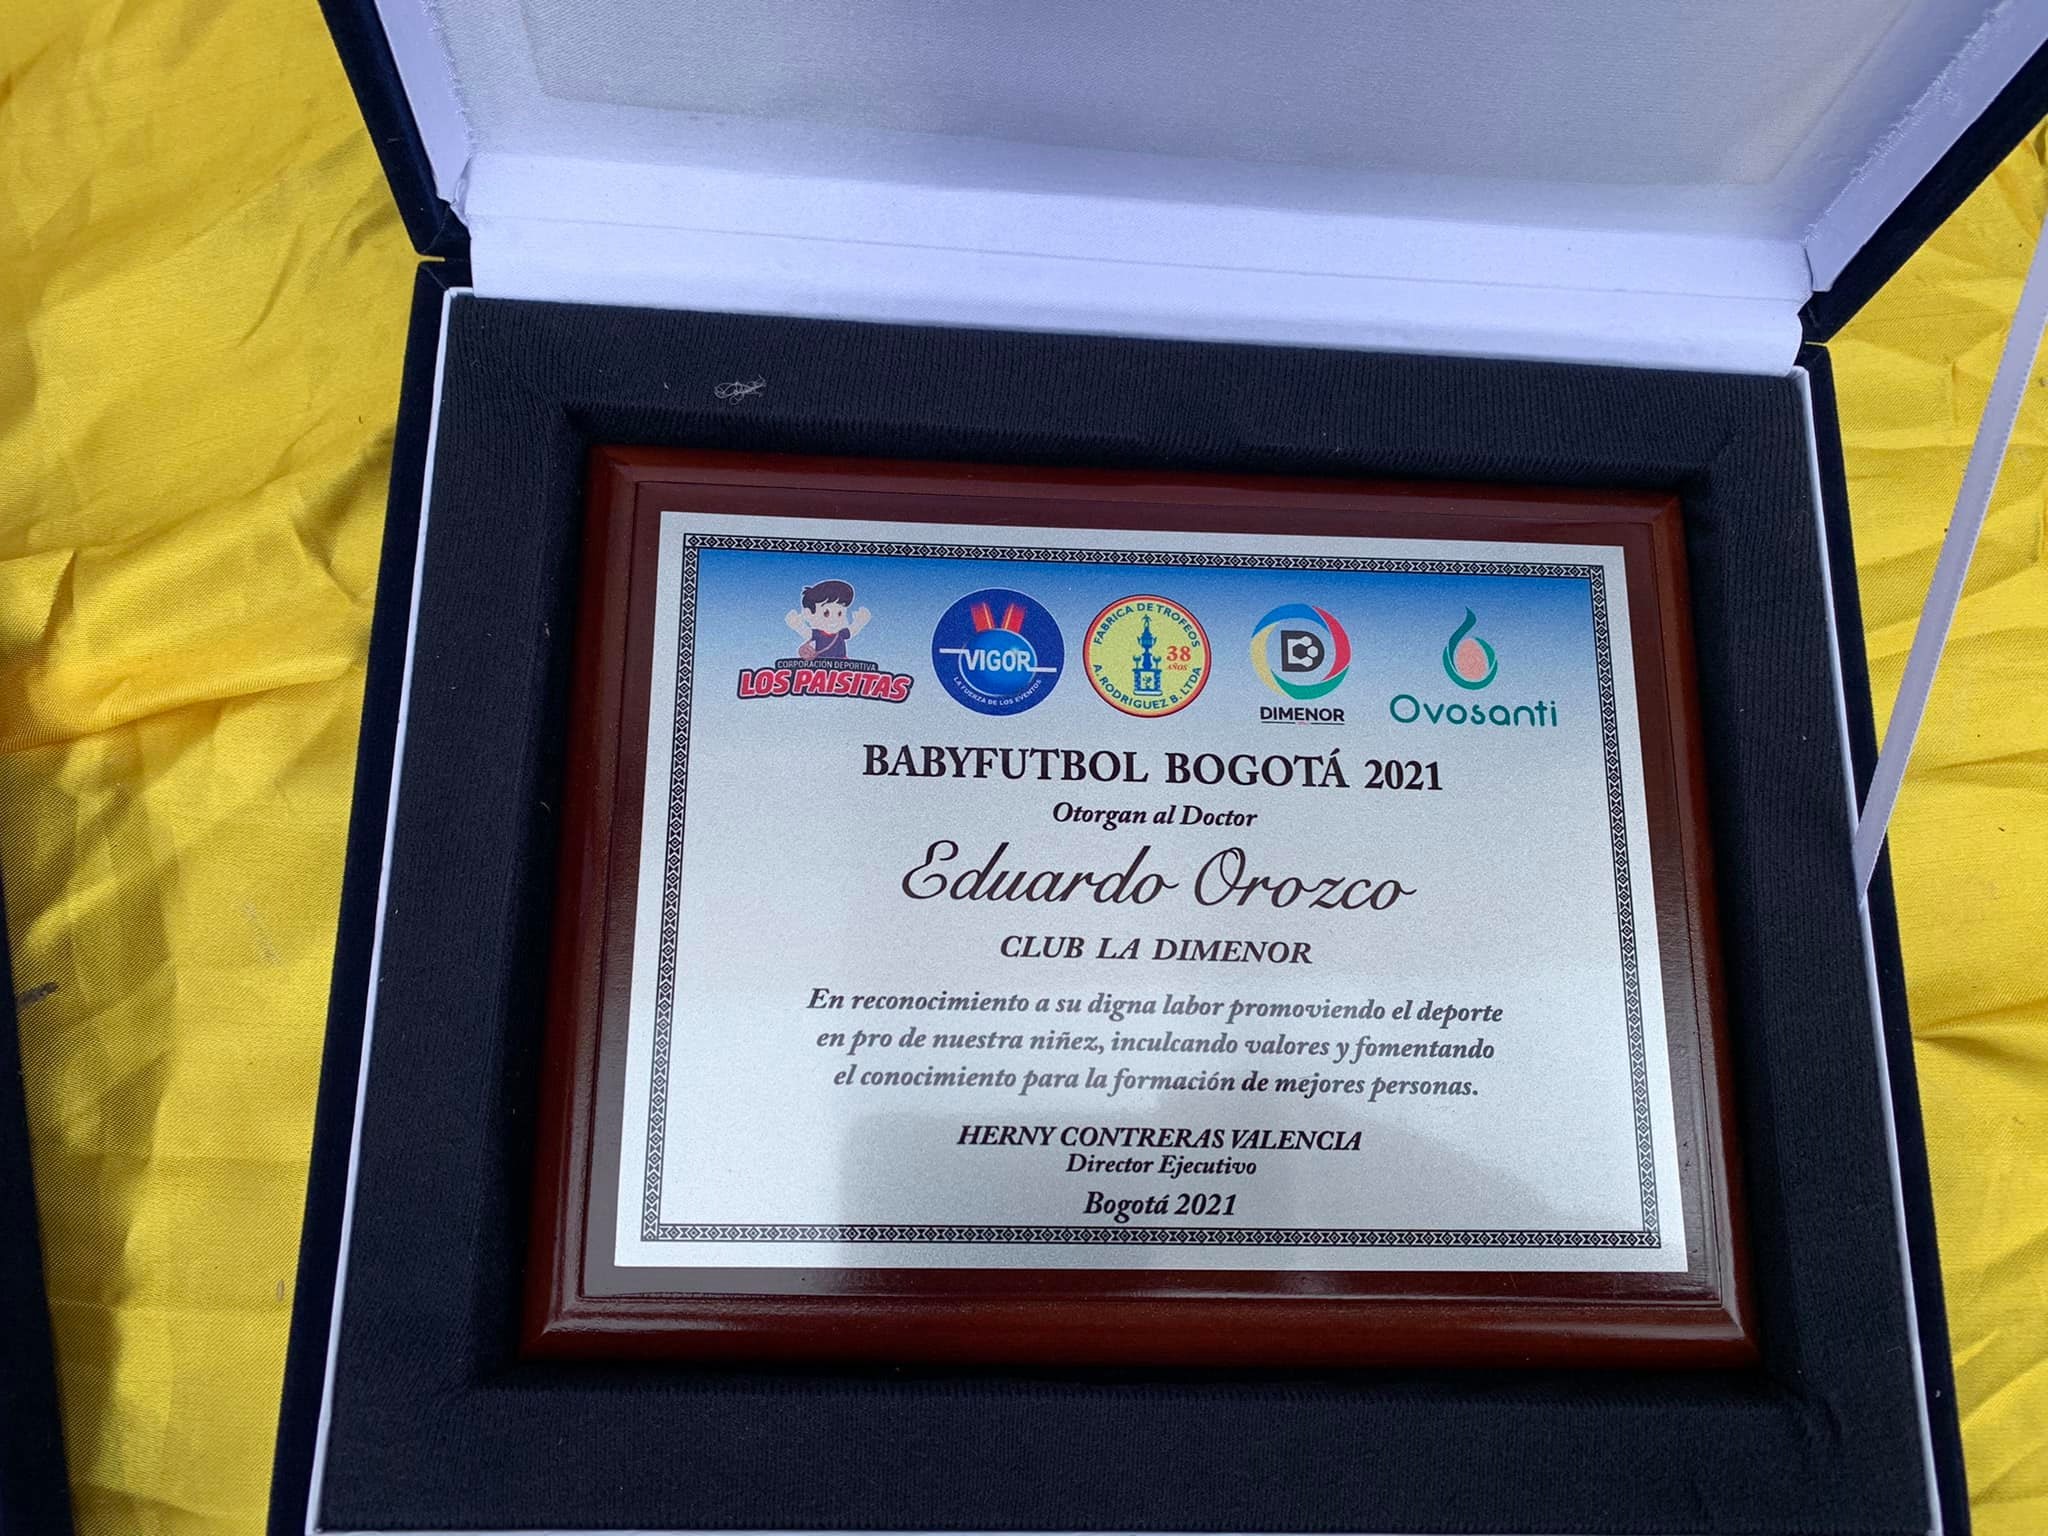 CORPORACIÓN DEPORTIVA
LOS PAISITAS
VIGOR
LA FUERZA DE LOS EVENTOS
FABRICA DE TROFEOS
38
AÑOS
A. RODRIGUEZ B. LTDA
D
DIMENOR
Ovosanti
BABYFUTBOL BOGOTÁ 2021
Otorgan al Doctor
Eduardo Orozco
CLUB LA DIMENOR
En reconocimiento a su digna labor promoviendo el deporte
en pro de nuestra niñez, inculcando valores y fomentando
el conocimiento para la formación de mejores personas.
HERNY CONTRERAS VALENCIA
Director Ejecutivo
Bogotá 2021